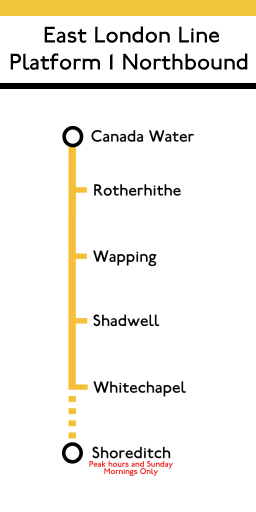 East London Line
Platform 1 Northbound
Canada Water
Rotherhithe
Wapping
Shadwell
Whitechapel
Shoreditch
Peak hours and Sunday
Mornings Only